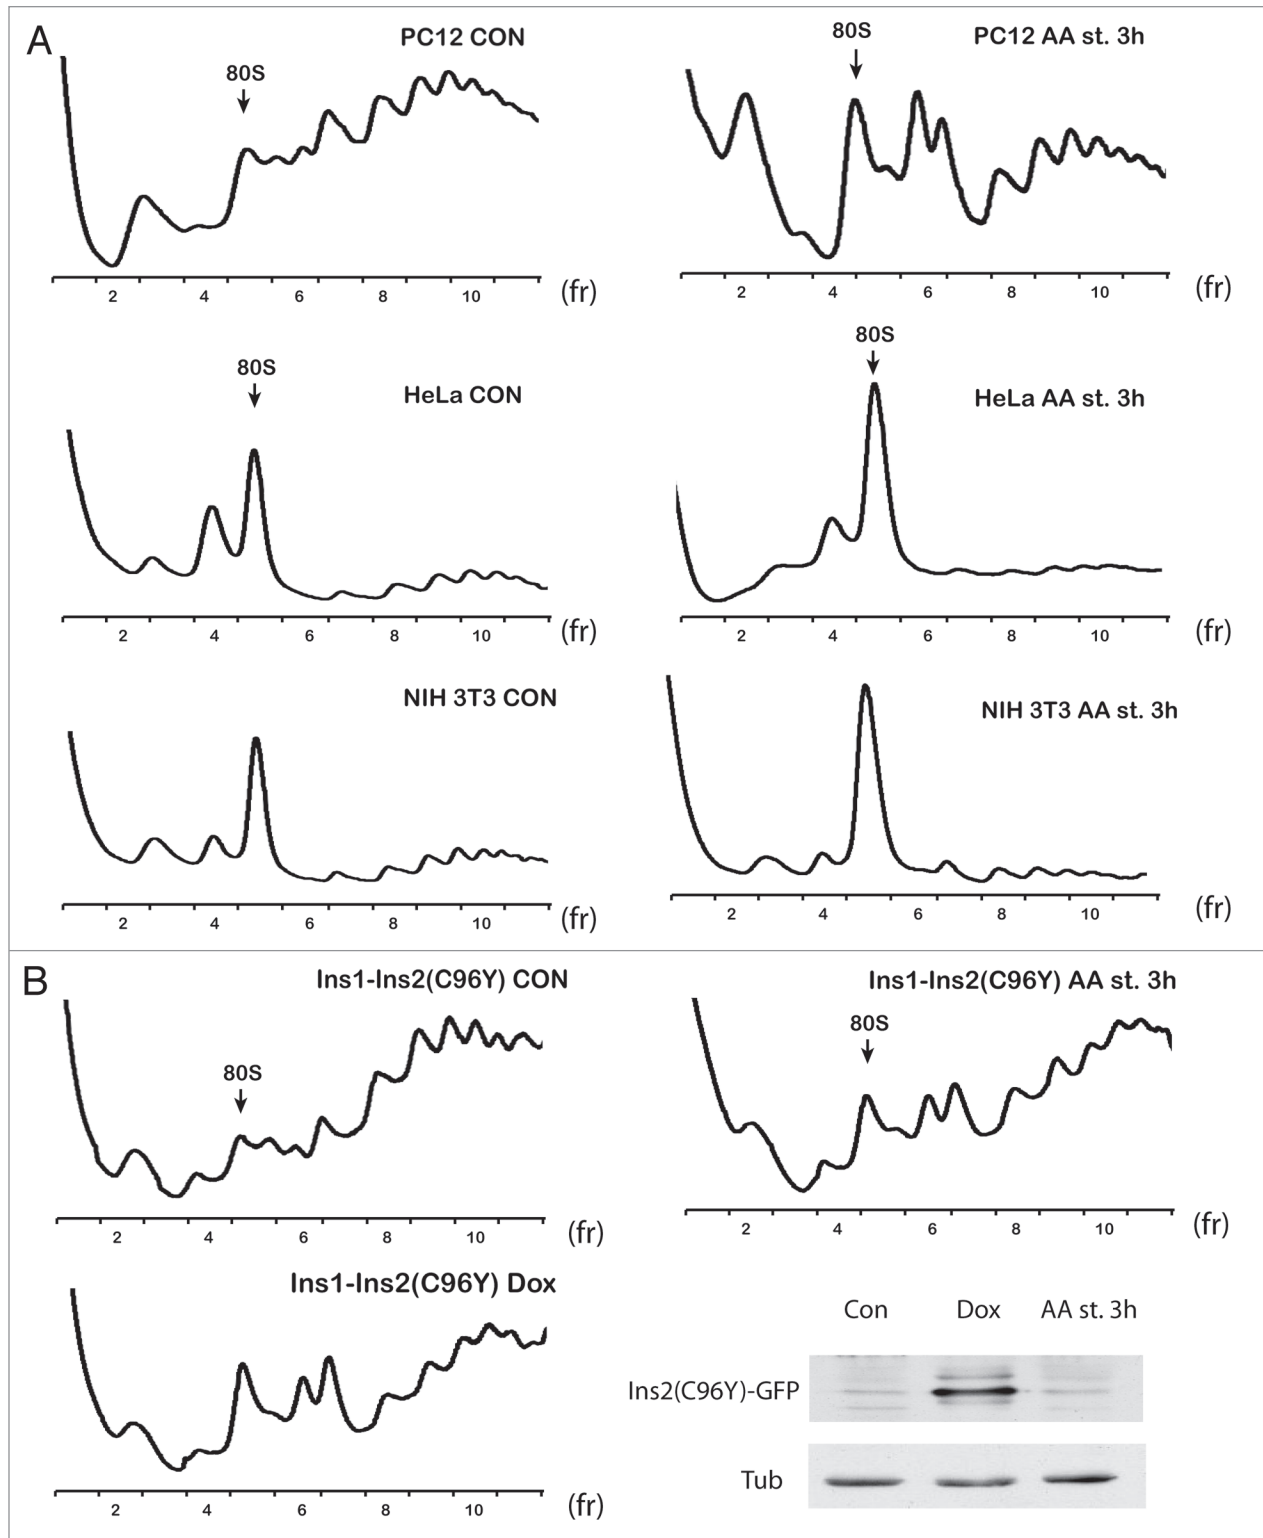 A
PC12 CON
80S
2 4 6 8 10 (fr)
PC12 AA st. 3h
80S
2 4 6 8 10 (fr)
HeLa CON
80S
2 4 6 8 10 (fr)
HeLa AA st. 3h
80S
2 4 6 8 10 (fr)
NIH 3T3 CON
2 4 6 8 10 (fr)
NIH 3T3 AA st. 3h
2 4 6 8 10 (fr)
B
Ins1-Ins2(C96Y) CON
80S
2 4 6 8 10 (fr)
Ins1-Ins2(C96Y) AA st. 3h
80S
2 4 6 8 10 (fr)
Ins1-Ins2(C96Y) Dox
2 4 6 8 10 (fr)
Con Dox AA st. 3h
Ins2(C96Y)-GFP
Tub